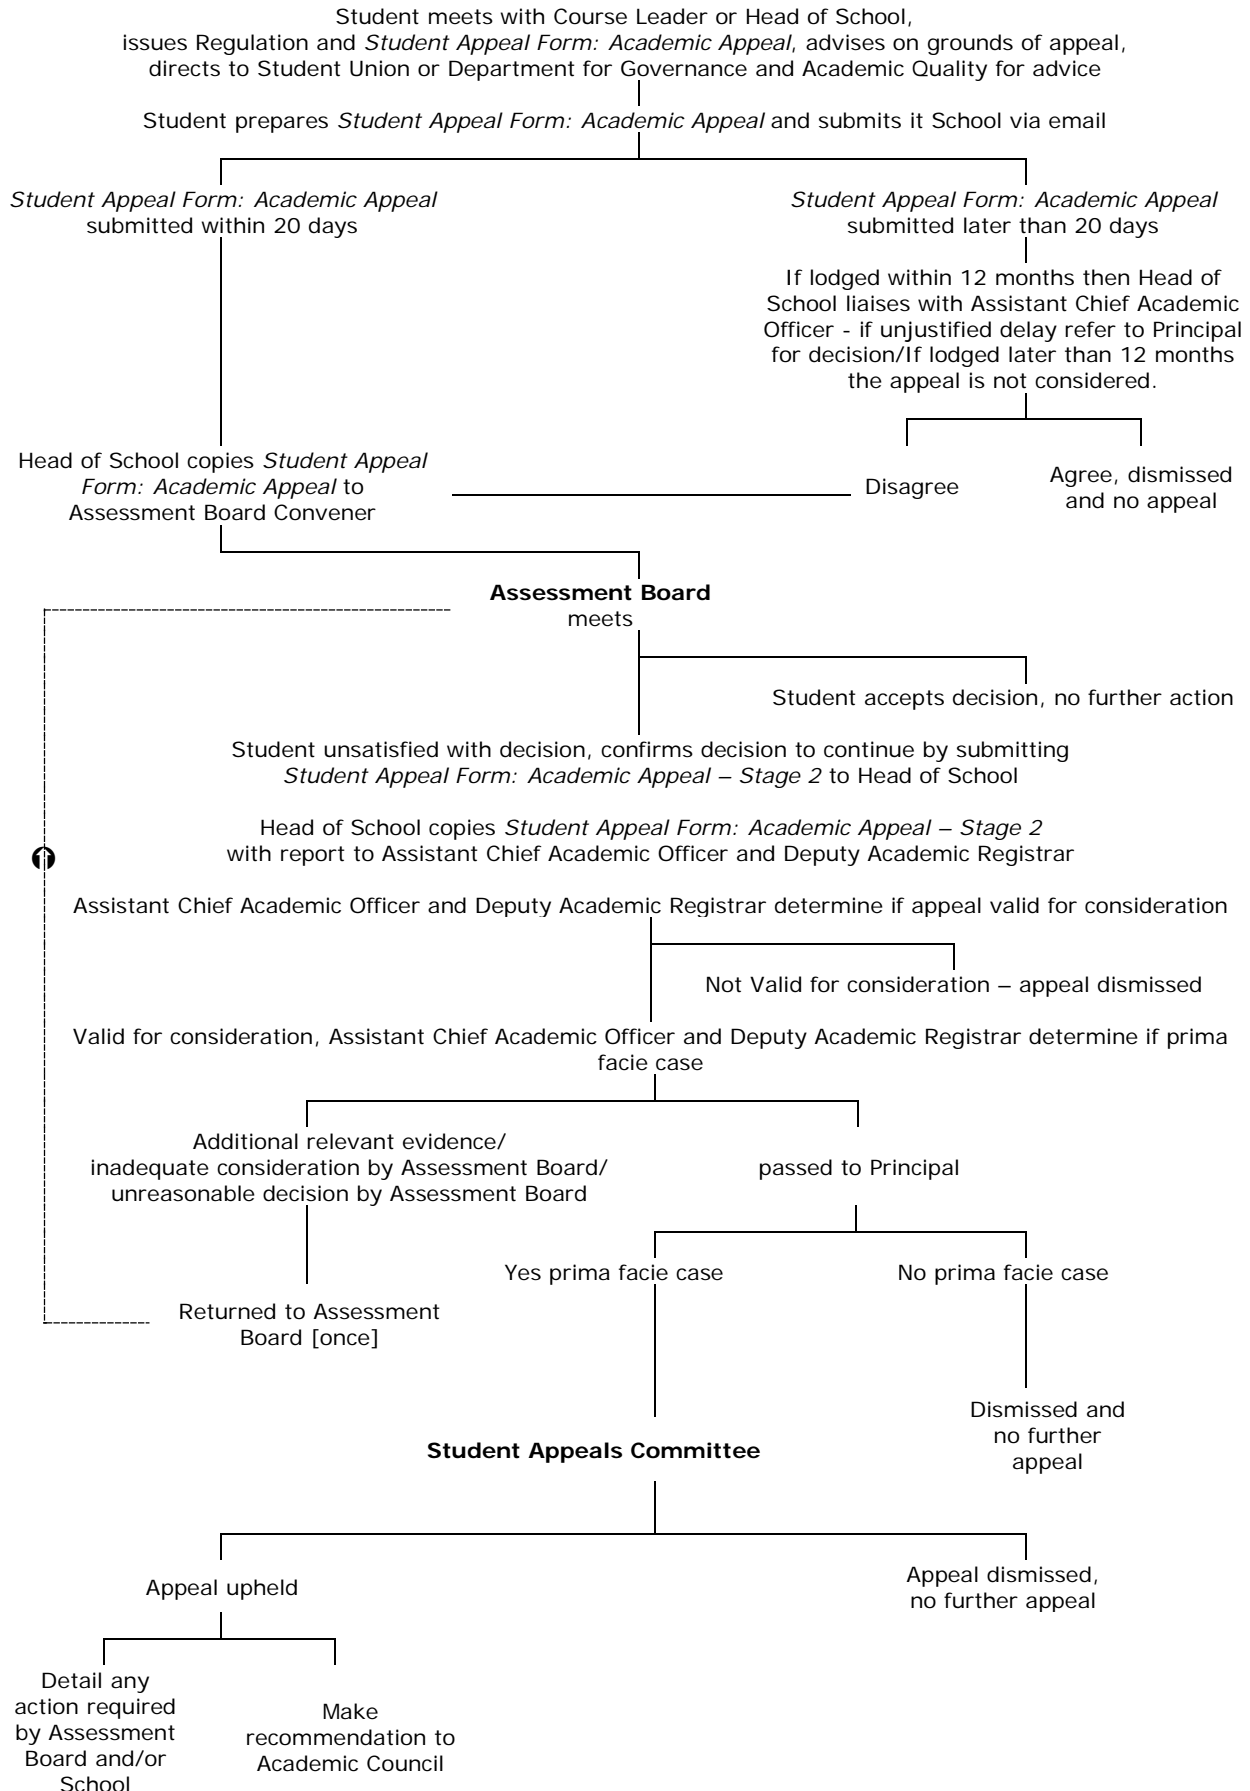 Student meets with Course Leader or Head of School,
issues Regulation and Student Appeal Form: Academic Appeal, advises on grounds of appeal,
directs to Student Union or Department for Governance and Academic Quality for advice
Student prepares Student Appeal Form: Academic Appeal and submits it School via email
Student Appeal Form: Academic Appeal
submitted within 20 days
Student Appeal Form: Academic Appeal
submitted later than 20 days
If lodged within 12 months then Head of
School liaises with Assistant Chief Academic
Officer - if unjustified delay refer to Principal
for decision/If lodged later than 12 months
the appeal is not considered.
Head of School copies Student Appeal
Form: Academic Appeal to
Assessment Board Convener
Disagree
Agree, dismissed
and no appeal
Assessment Board
meets
Student accepts decision, no further action
Student unsatisfied with decision, confirms decision to continue by submitting
Student Appeal Form: Academic Appeal – Stage 2 to Head of School
Head of School copies Student Appeal Form: Academic Appeal – Stage 2
with report to Assistant Chief Academic Officer and Deputy Academic Registrar
Assistant Chief Academic Officer and Deputy Academic Registrar determine if appeal valid for consideration
Not Valid for consideration – appeal dismissed
Valid for consideration, Assistant Chief Academic Officer and Deputy Academic Registrar determine if prima
facie case
Additional relevant evidence/
inadequate consideration by Assessment Board/
unreasonable decision by Assessment Board
passed to Principal
Yes prima facie case
No prima facie case
Returned to Assessment
Board [once]
Dismissed and
no further
appeal
Student Appeals Committee
Appeal upheld
Appeal dismissed,
no further appeal
Detail any
action required
by Assessment
Board and/or
School
Make
recommendation to
Academic Council